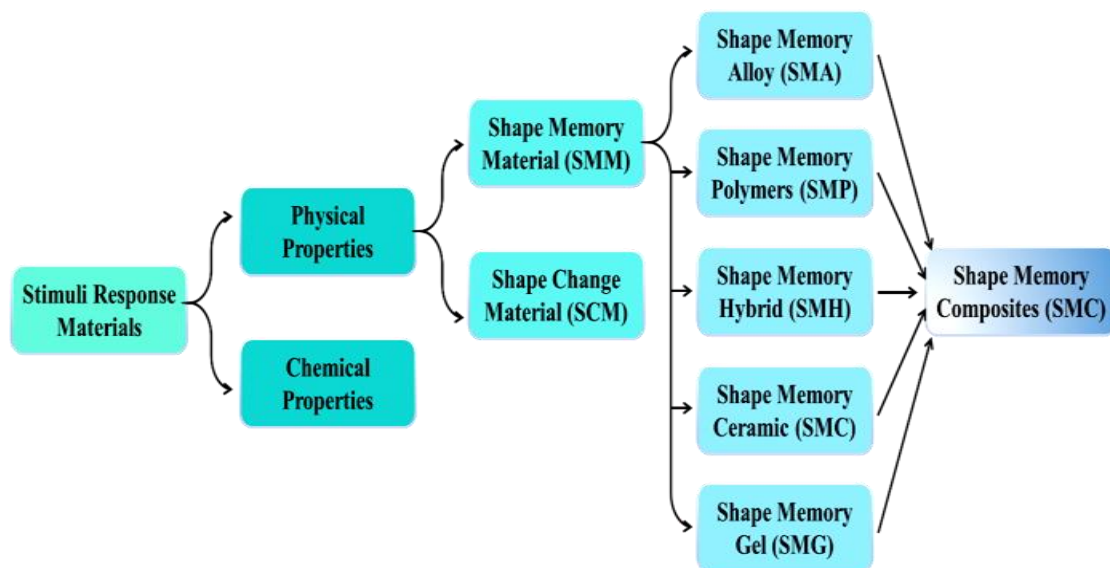 Stimuli Response
Materials
Physical
Properties
Chemical
Properties
Shape Memory
Material (SMM)
Shape Change
Material (SCM)
Shape Memory
Alloy (SMA)
Shape Memory
Polymers (SMP)
Shape Memory
Hybrid (SMH)
Shape Memory
Ceramic (SMC)
Shape Memory
Gel (SMG)
Shape Memory
Composites (SMC)